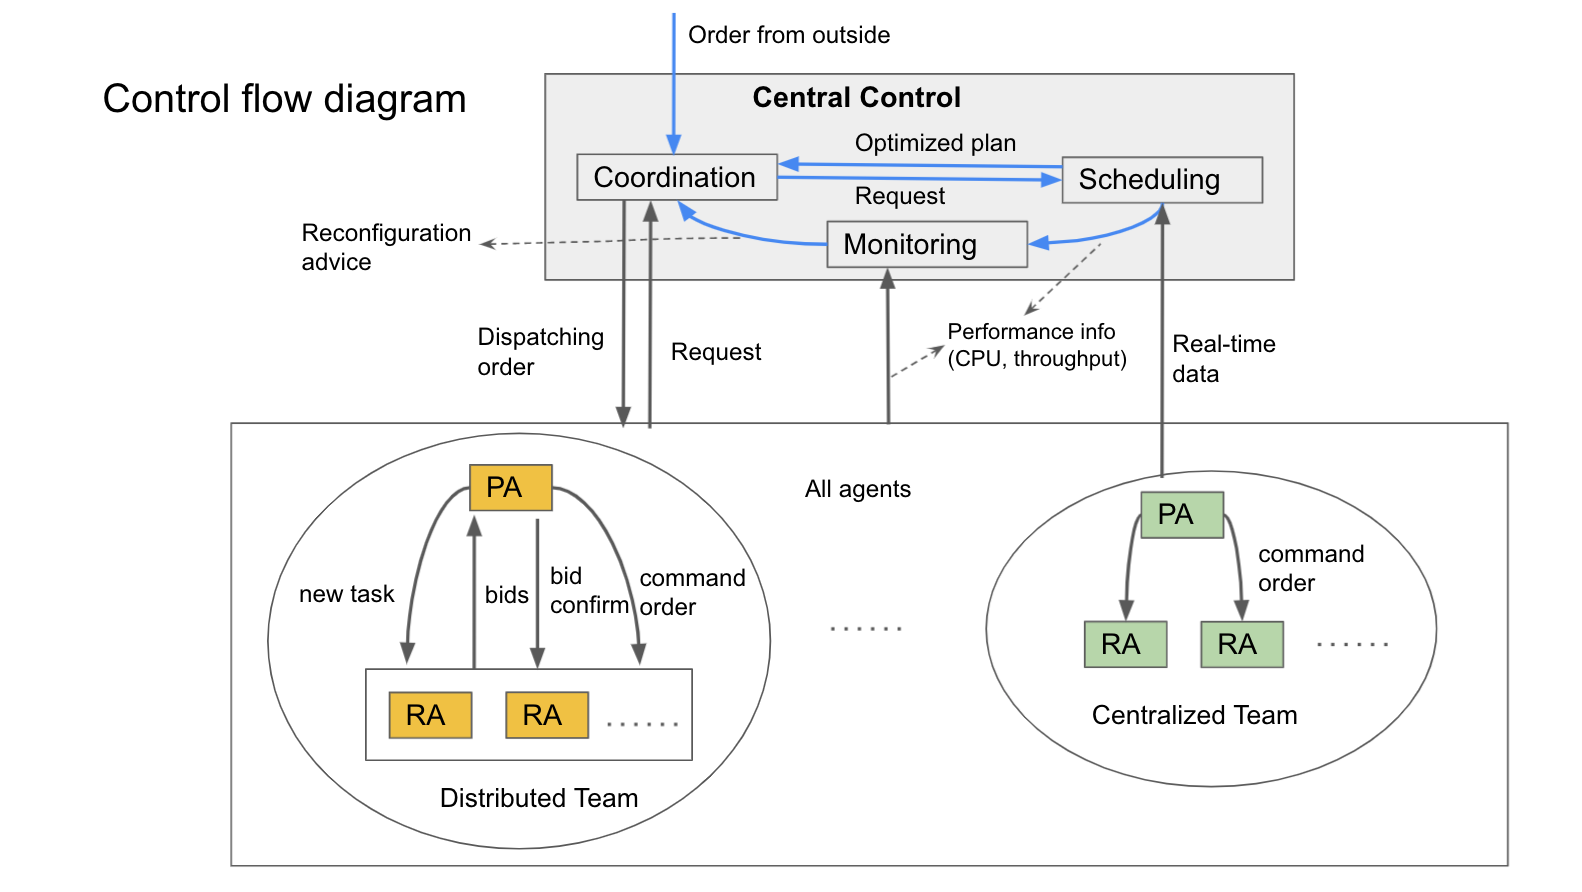 Order from outside
Control flow diagram
Central Control
Optimized plan
Coordination
Scheduling
Request
Reconfiguration
advice
Monitoring
Performance info
(CPU, throughput)
Dispatching
order
Request
Real-time
data
All agents
PA
new task
bids
bid
confirm
command
order
RA
RA
......
Distributed Team
......
PA
command
order
RA
RA
......
Centralized Team